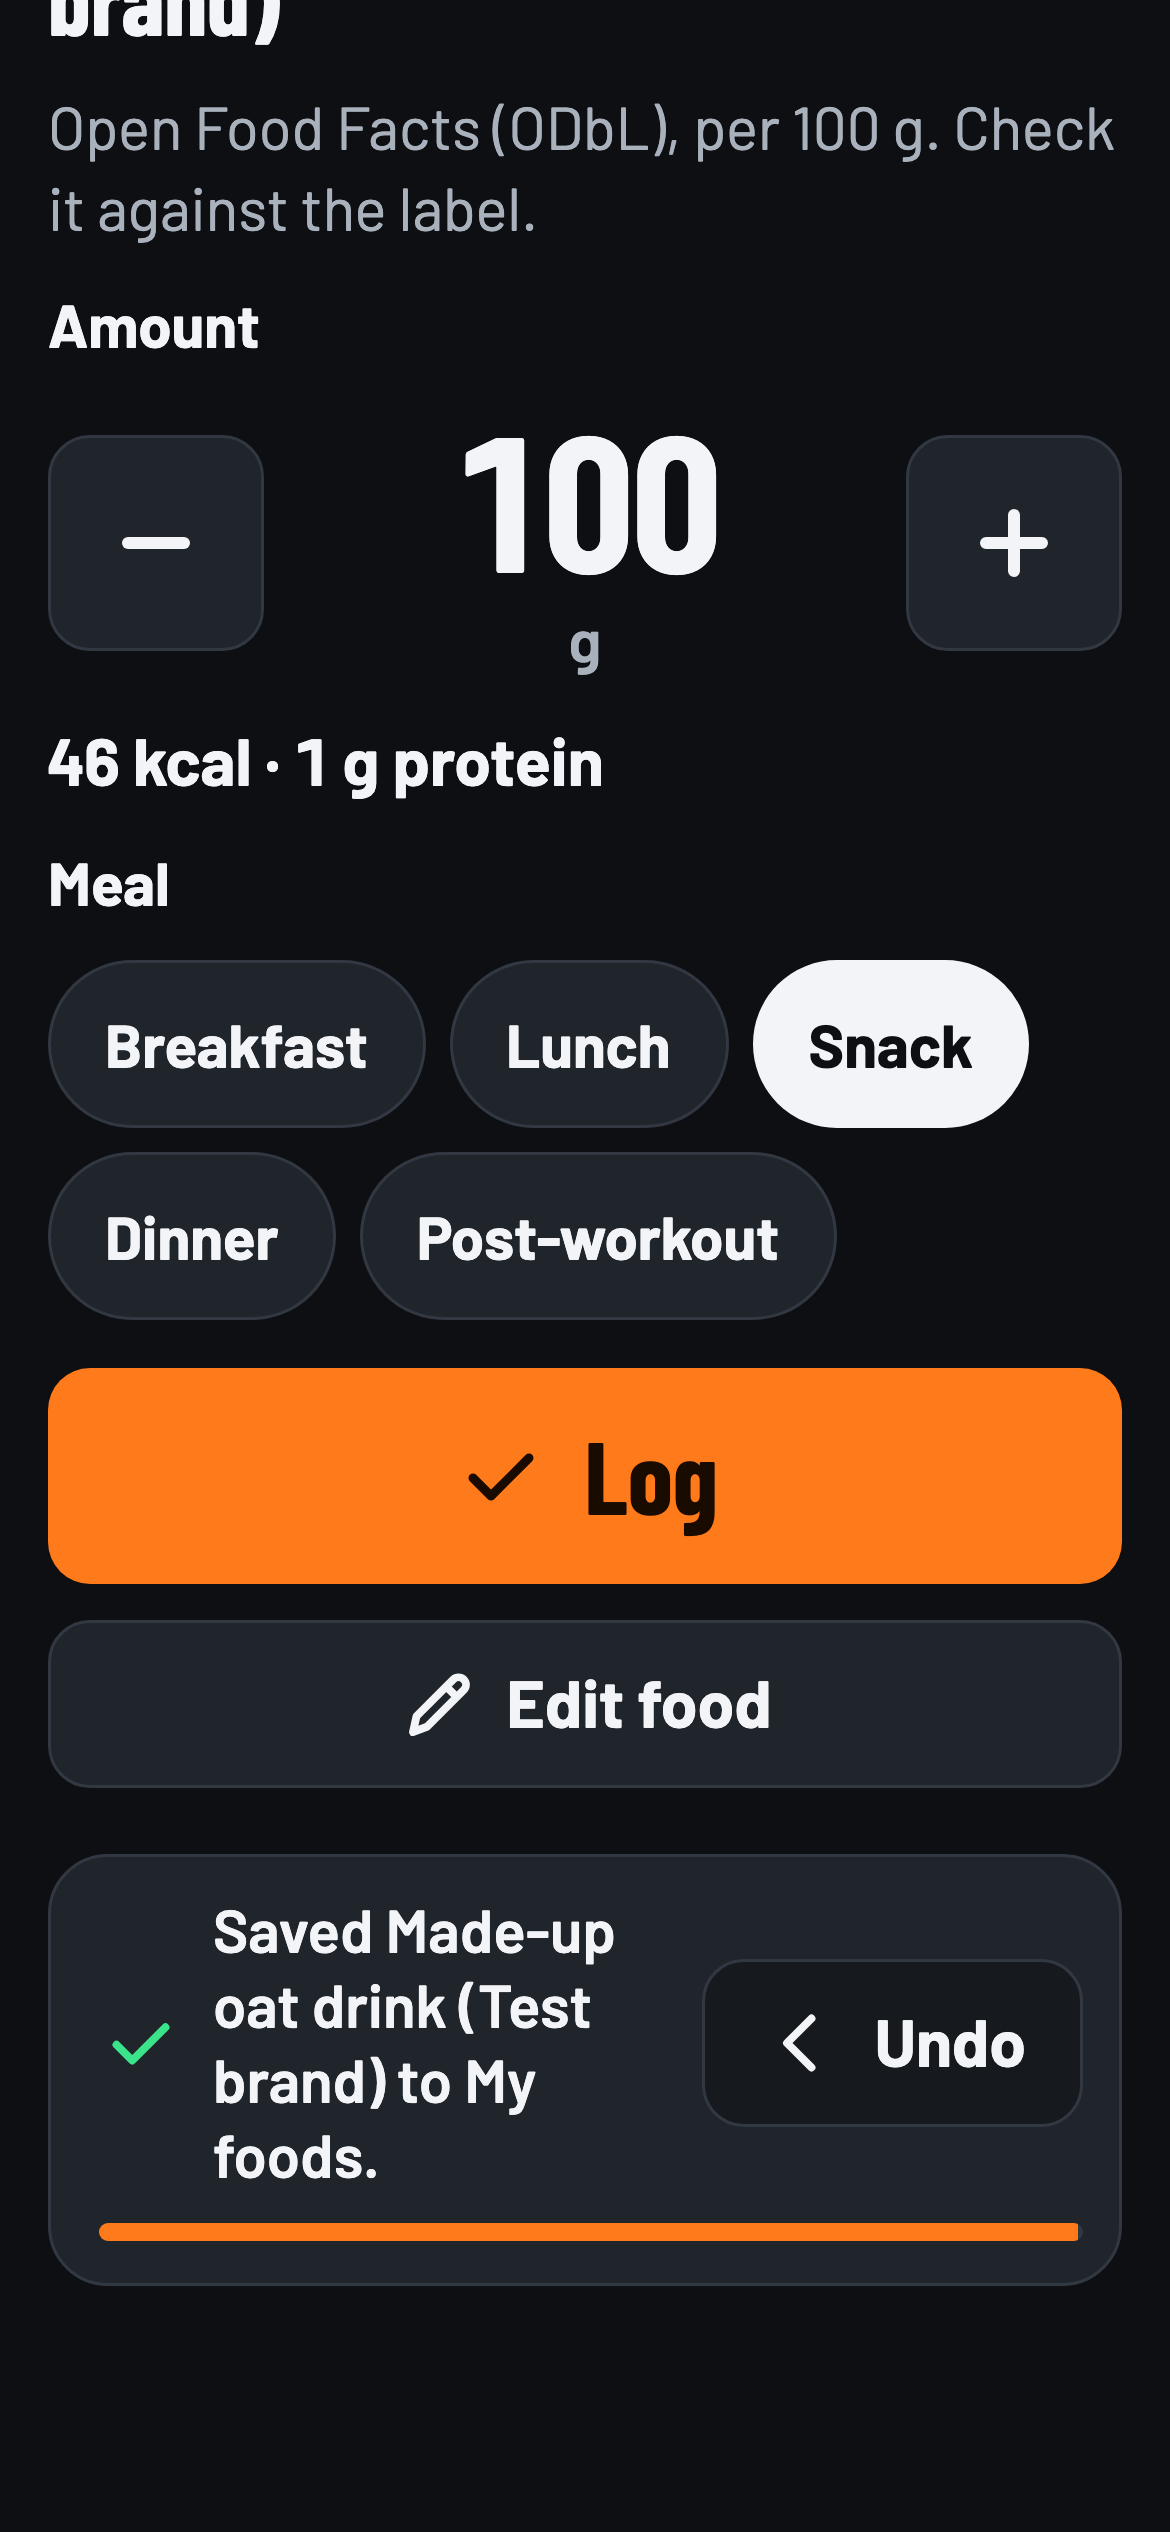 brand)
Open Food Facts (ODbL), per 100 g. Check
it against the label.
Amount
100
g
46 kcal · 1 g protein
Meal
Breakfast
Lunch
Snack
Dinner
Post-workout
Log
Edit food
Saved Made-up
oat drink (Test
brand) to My
foods.
Undo